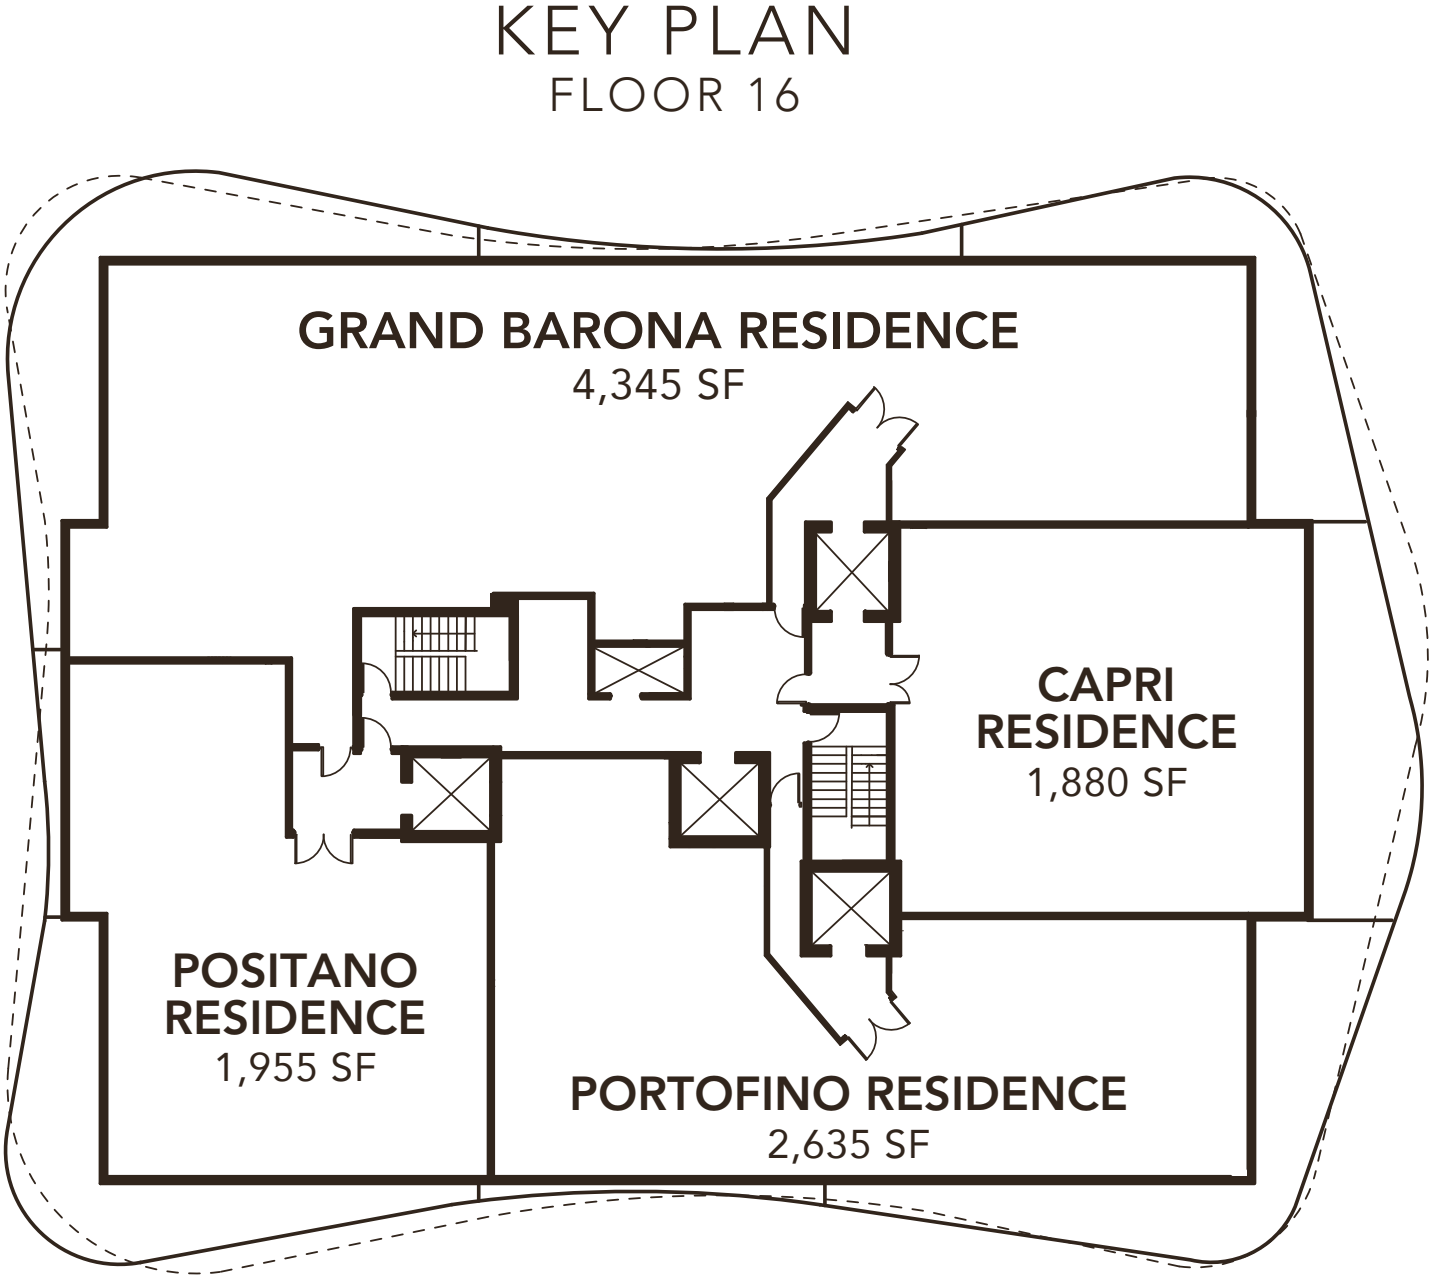 KEY PLAN
FLOOR 16
GRAND BARONA RESIDENCE
4,345 SF
CAPRI
RESIDENCE
1,880 SF
POSITANO
RESIDENCE
1,955 SF
PORTOFINO RESIDENCE
2,635 SF